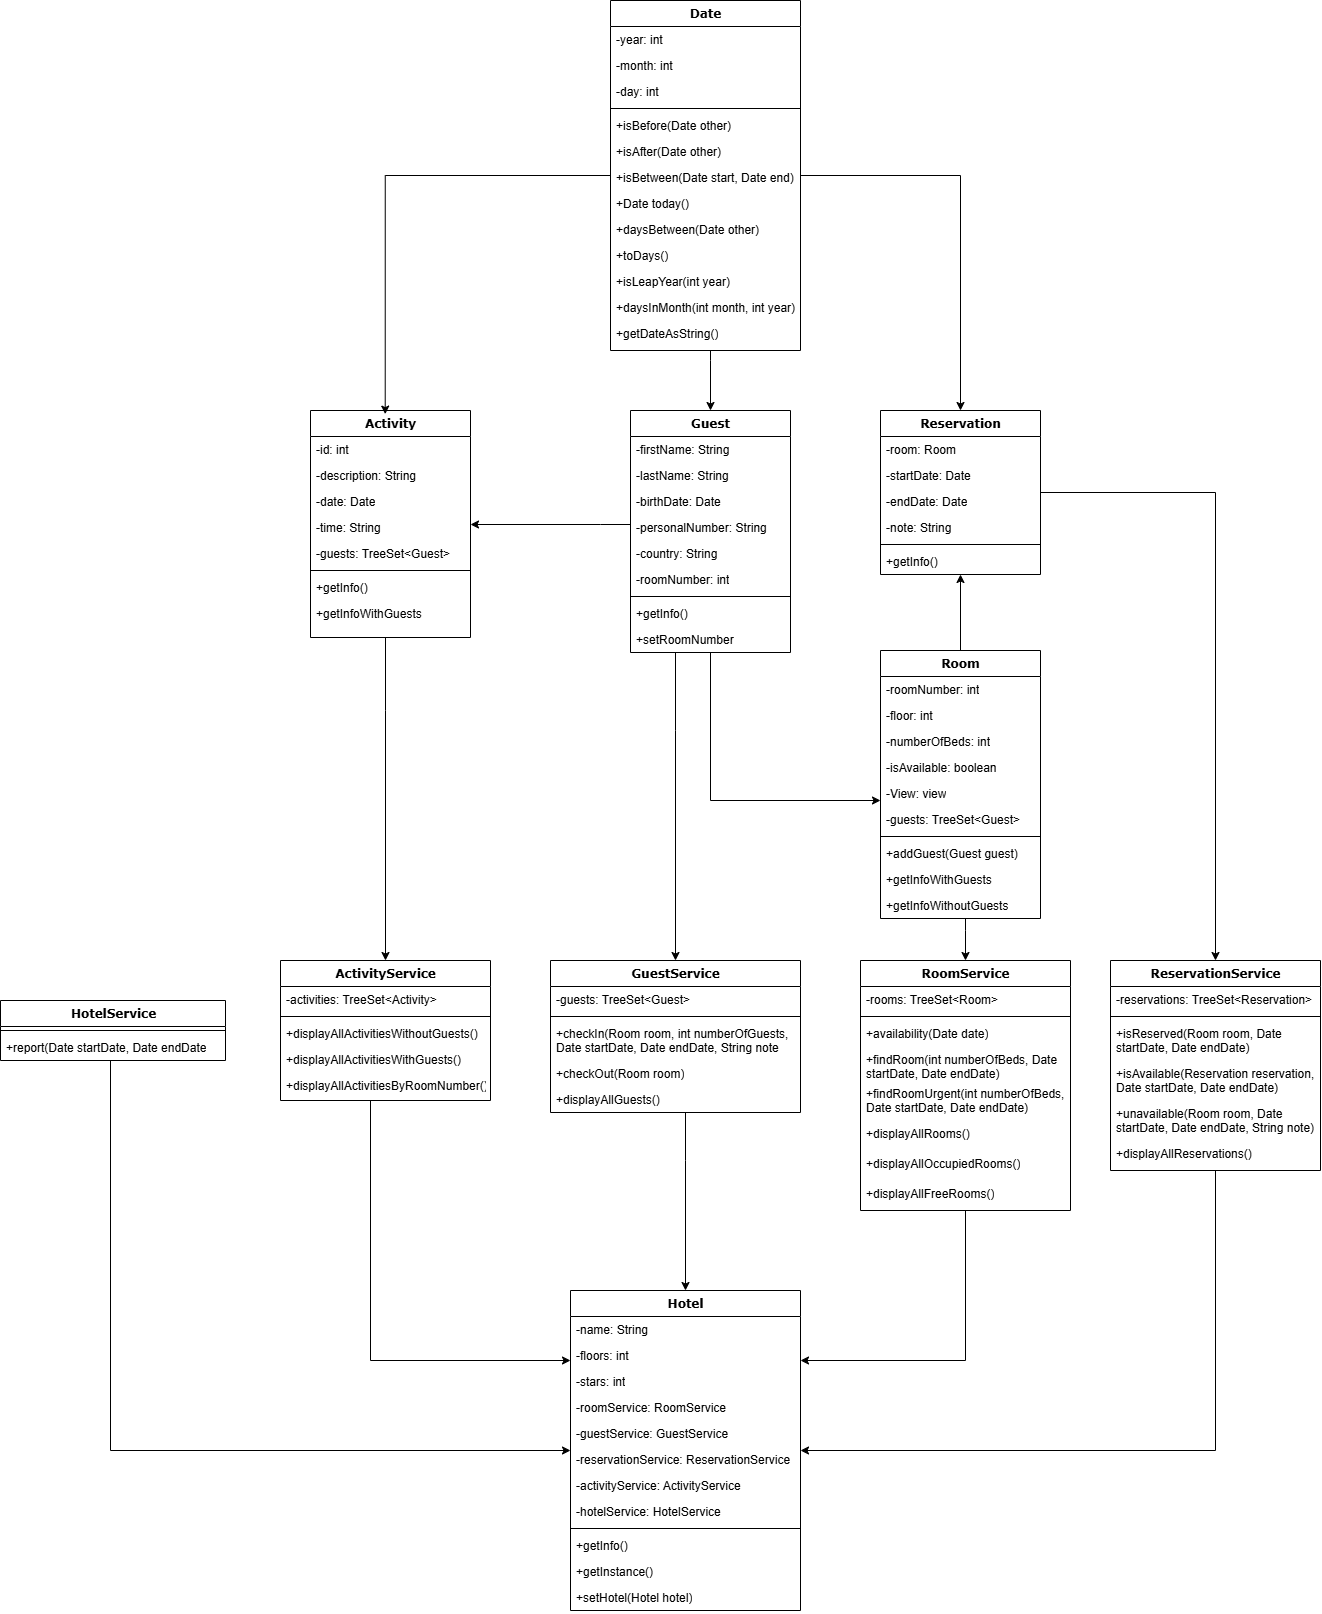 Date
-year: int
-month: int
-day: int
+isBefore(Date other)
+isAfter(Date other)
+isBetween(Date start, Date end)
+Date today()
+daysBetween(Date other)
+toDays()
+isLeapYear(int year)
+daysInMonth(int month, int year)
+getDateAsString()
Activity
-id: int
-description: String
-date: Date
-time: String
-guests: TreeSet<Guest>
+getInfo()
+getInfoWithGuests
Guest
-firstName: String
-lastName: String
-birthDate: Date
-personalNumber: String
-country: String
-roomNumber: int
+getInfo()
+setRoomNumber
Reservation
-room: Room
-startDate: Date
-endDate: Date
-note: String
+getInfo()
Room
-roomNumber: int
-floor: int
-numberOfBeds: int
-isAvailable: boolean
-View: view
-guests: TreeSet<Guest>
+addGuest(Guest guest)
+getInfoWithGuests
+getInfoWithoutGuests
HotelService
+report(Date startDate, Date endDate
ActivityService
-activities: TreeSet<Activity>
+displayAllActivitiesWithoutGuests()
+displayAllActivitiesWithGuests()
+displayAllActivitiesByRoomNumber()
GuestService
-guests: TreeSet<Guest>
+checkIn(Room room, int numberOfGuests,
Date startDate, Date endDate, String note
+checkOut(Room room)
+displayAllGuests()
RoomService
-rooms: TreeSet<Room>
+availability(Date date)
+findRoom(int numberOfBeds, Date
startDate, Date endDate)
+findRoomUrgent(int numberOfBeds,
Date startDate, Date endDate)
+displayAllRooms()
+displayAllOccupiedRooms()
+displayAllFreeRooms()
ReservationService
-reservations: TreeSet<Reservation>
+isReserved(Room room, Date
startDate, Date endDate)
+isAvailable(Reservation reservation,
Date startDate, Date endDate)
+unavailable(Room room, Date
startDate, Date endDate, String note)
+displayAllReservations()
Hotel
-name: String
-floors: int
-stars: int
-roomService: RoomService
-guestService: GuestService
-reservationService: ReservationService
-activityService: ActivityService
-hotelService: HotelService
+getInfo()
+getInstance()
+setHotel(Hotel hotel)